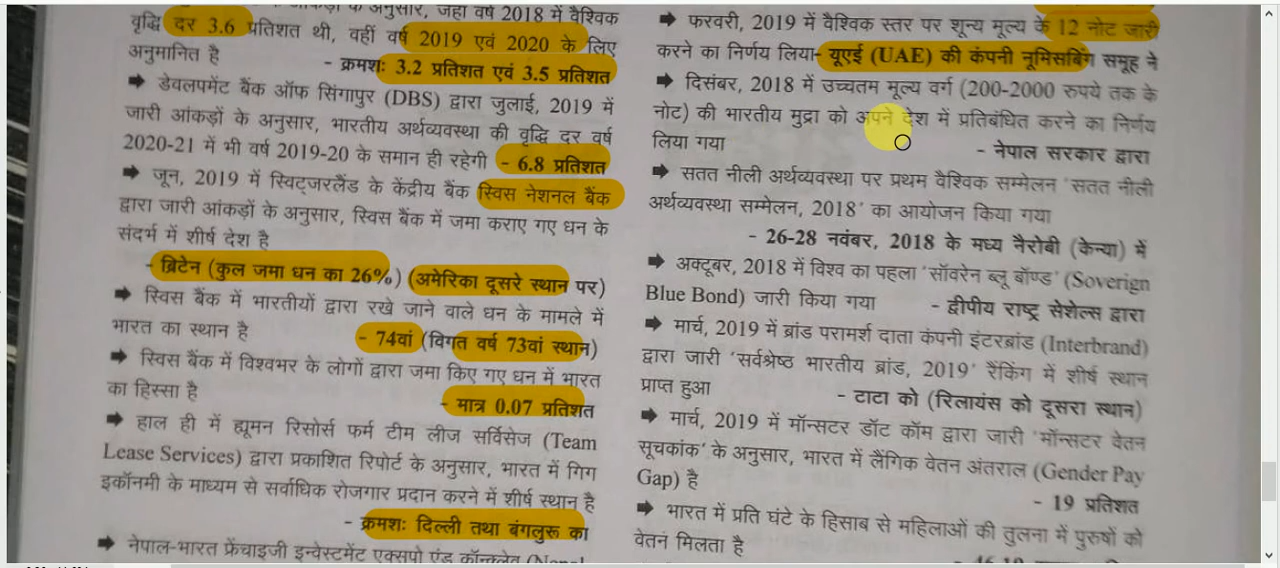 के आंकड़ों के अनुसार, जहां वर्ष 2018 में वैश्विक
वृद्धि दर 3.6 प्रतिशत थी, वहीं वर्ष 2019 एवं 2020 के लिए
अनुमानित है - क्रमशः 3.2 प्रतिशत एवं 3.5 प्रतिशत
➡ डेवलपमेंट बैंक ऑफ सिंगापुर (DBS) द्वारा जुलाई, 2019 में
जारी आंकड़ों के अनुसार, भारतीय अर्थव्यवस्था की वृद्धि दर वर्ष
2020-21 में भी वर्ष 2019-20 के समान ही रहेगी - 6.8 प्रतिशत
➡ जून, 2019 में स्विट्जरलैंड के केंद्रीय बैंक स्विस नेशनल बैंक
द्वारा जारी आंकड़ों के अनुसार, स्विस बैंक में जमा कराए गए धन के
संदर्भ में शीर्ष देश है
- ब्रिटेन (कुल जमा धन का 26%) (अमेरिका दूसरे स्थान पर)
➡ स्विस बैंक में भारतीयों द्वारा रखे जाने वाले धन के मामले में
भारत का स्थान है - 74वां (विगत वर्ष 73वां स्थान)
➡ स्विस बैंक में विश्वभर के लोगों द्वारा जमा किए गए धन में भारत
का हिस्सा है - मात्र 0.07 प्रतिशत
➡ हाल ही में ह्यूमन रिसोर्स फर्म टीम लीज सर्विसेज (Team
Lease Services) द्वारा प्रकाशित रिपोर्ट के अनुसार, भारत में गिग
इकॉनमी के माध्यम से सर्वाधिक रोजगार प्रदान करने में शीर्ष स्थान है
- क्रमशः दिल्ली तथा बंगलुरू का
➡ नेपाल-भारत फ्रेंचाइजी इन्वेस्टमेंट एक्सपो एंड कॉन्क्लेव
➡ फरवरी, 2019 में वैश्विक स्तर पर शून्य मूल्य के 12 नोट जारी
करने का निर्णय लिया- यूएई (UAE) की कंपनी नूमिसबिंग समूह ने
➡ दिसंबर, 2018 में उच्चतम मूल्य वर्ग (200-2000 रुपये तक के
नोट) की भारतीय मुद्रा को अपने देश में प्रतिबंधित करने का निर्णय
लिया गया - नेपाल सरकार द्वारा
➡ सतत नीली अर्थव्यवस्था पर प्रथम वैश्विक सम्मेलन 'सतत नीली
अर्थव्यवस्था सम्मेलन, 2018' का आयोजन किया गया
- 26-28 नवंबर, 2018 के मध्य नैरोबी (केन्या) में
➡ अक्टूबर, 2018 में विश्व का पहला 'सॉवरेन ब्लू बॉण्ड' (Soverign
Blue Bond) जारी किया गया - द्वीपीय राष्ट्र सेशेल्स द्वारा
➡ मार्च, 2019 में ब्रांड परामर्श दाता कंपनी इंटरब्रांड (Interbrand)
द्वारा जारी 'सर्वश्रेष्ठ भारतीय ब्रांड, 2019' रैंकिंग में शीर्ष स्थान
प्राप्त हुआ - टाटा को (रिलायंस को दूसरा स्थान)
➡ मार्च, 2019 में मॉन्सटर डॉट कॉम द्वारा जारी 'मॉन्सटर वेतन
सूचकांक' के अनुसार, भारत में लैंगिक वेतन अंतराल (Gender Pay
Gap) है - 19 प्रतिशत
➡ भारत में प्रति घंटे के हिसाब से महिलाओं की तुलना में पुरुषों को
वेतन मिलता है